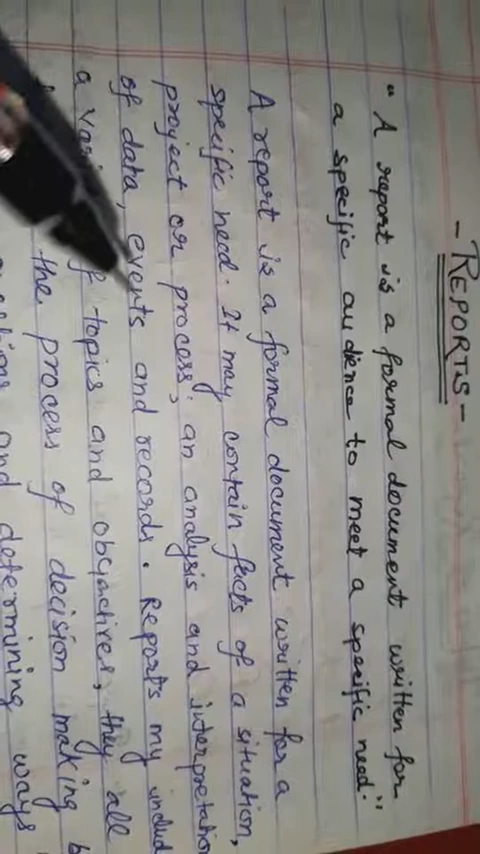 - REPORTS -
" A report is a formal document written for
a specific audience to meet a specific need."
A report is a formal document written for a
specific need. It may contain facts of a situation,
project or process; an analysis and interpretation
of data, events and records. Reports my includ
a of topics and objectives, they all
the process of decision making
and determining ways